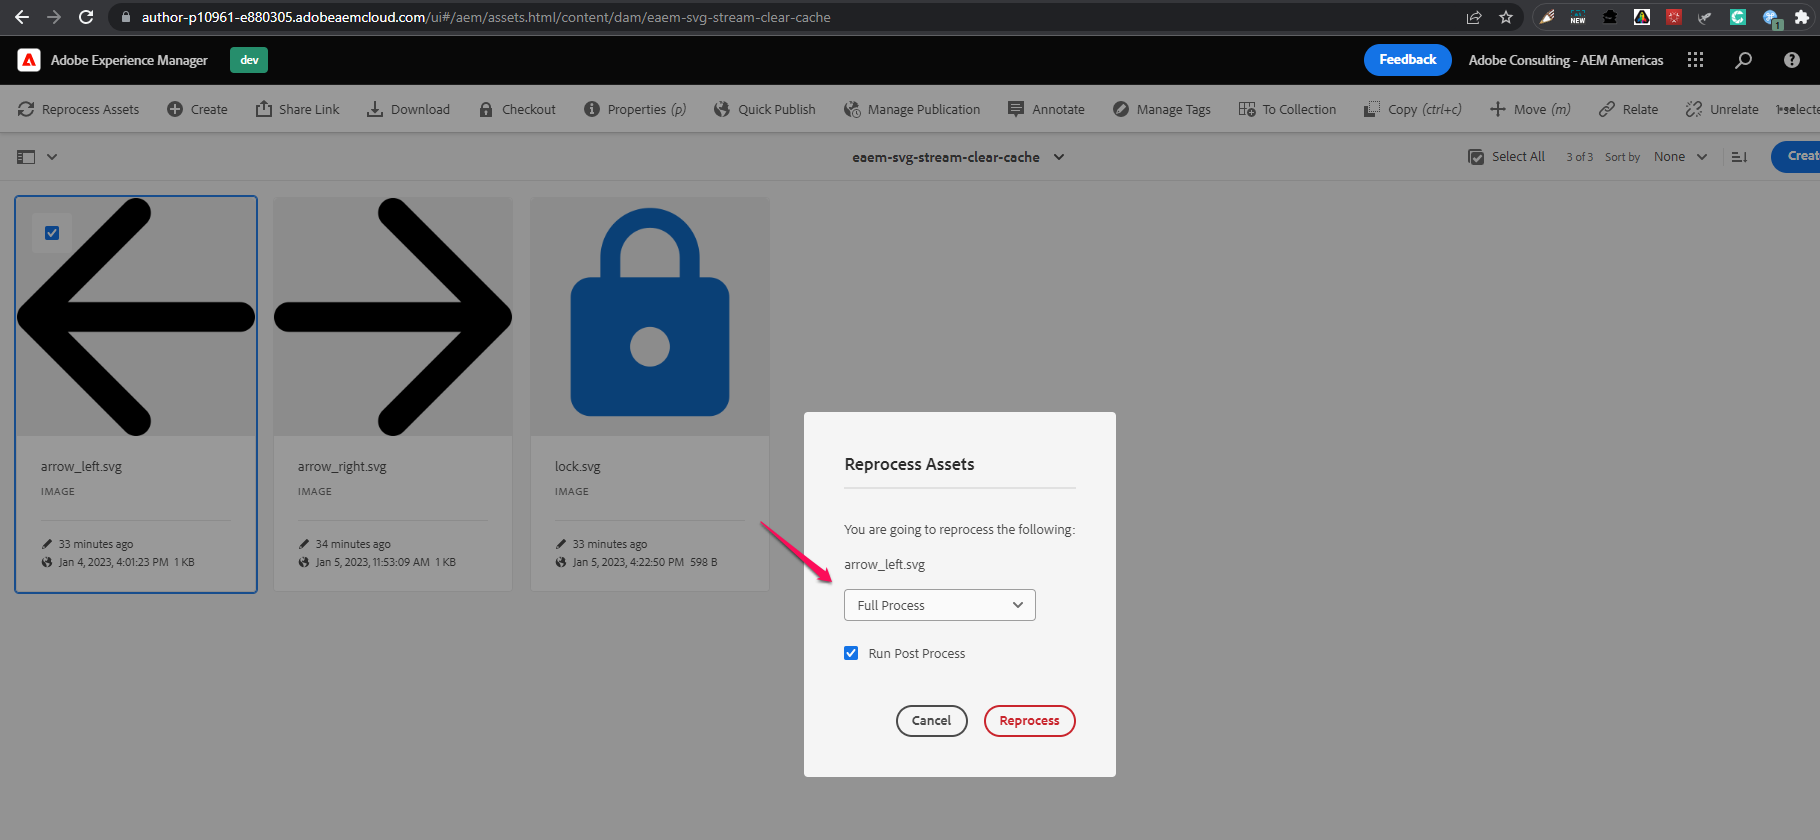 author-p10961-e880305.adobeaemcloud.com/ui#/aem/assets.html/content/dam/eaem-svg-stream-clear-cache
NEW
1
Adobe Experience Manager
dev
Feedback
Adobe Consulting - AEM Americas
Reprocess Assets
Create
Share Link
Download
Checkout
Properties (p)
Quick Publish
Manage Publication
Annotate
Manage Tags
To Collection
Copy (ctrl+c)
Move (m)
Relate
Unrelate
eaem-svg-stream-clear-cache
Select All
3 of 3
Sort by
None
Creat
arrow_left.svg
IMAGE
33 minutes ago
Jan 4, 2023, 4:01:23 PM 1 KB
arrow_right.svg
IMAGE
34 minutes ago
Jan 5, 2023, 11:53:09 AM 1 KB
lock.svg
IMAGE
33 minutes ago
Jan 5, 2023, 4:22:50 PM 598 B
Reprocess Assets
You are going to reprocess the following:
arrow_left.svg
Full Process
Run Post Process
Cancel
Reprocess